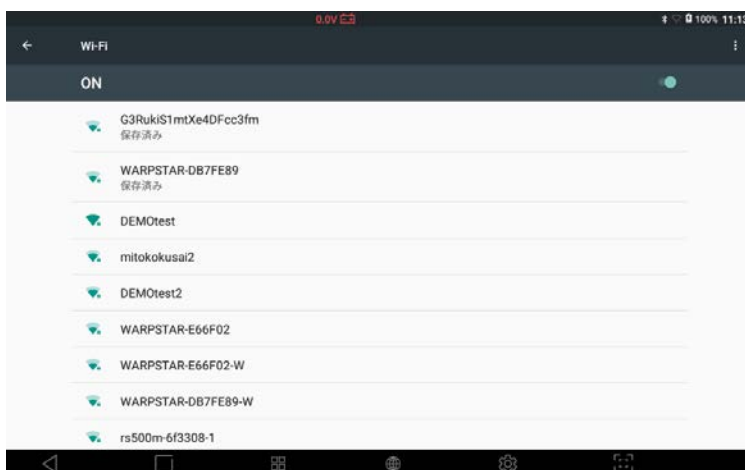 0.0V
100% 11:13
Wi-Fi
ON
G3RukiS1mtXe4DFcc3fm
保存済み
WARPSTAR-DB7FE89
保存済み
DEMOtest
mitokokusai2
DEMOtest2
WARPSTAR-E66F02
WARPSTAR-E66F02-W
WARPSTAR-DB7FE89-W
rs500m-6f3308-1